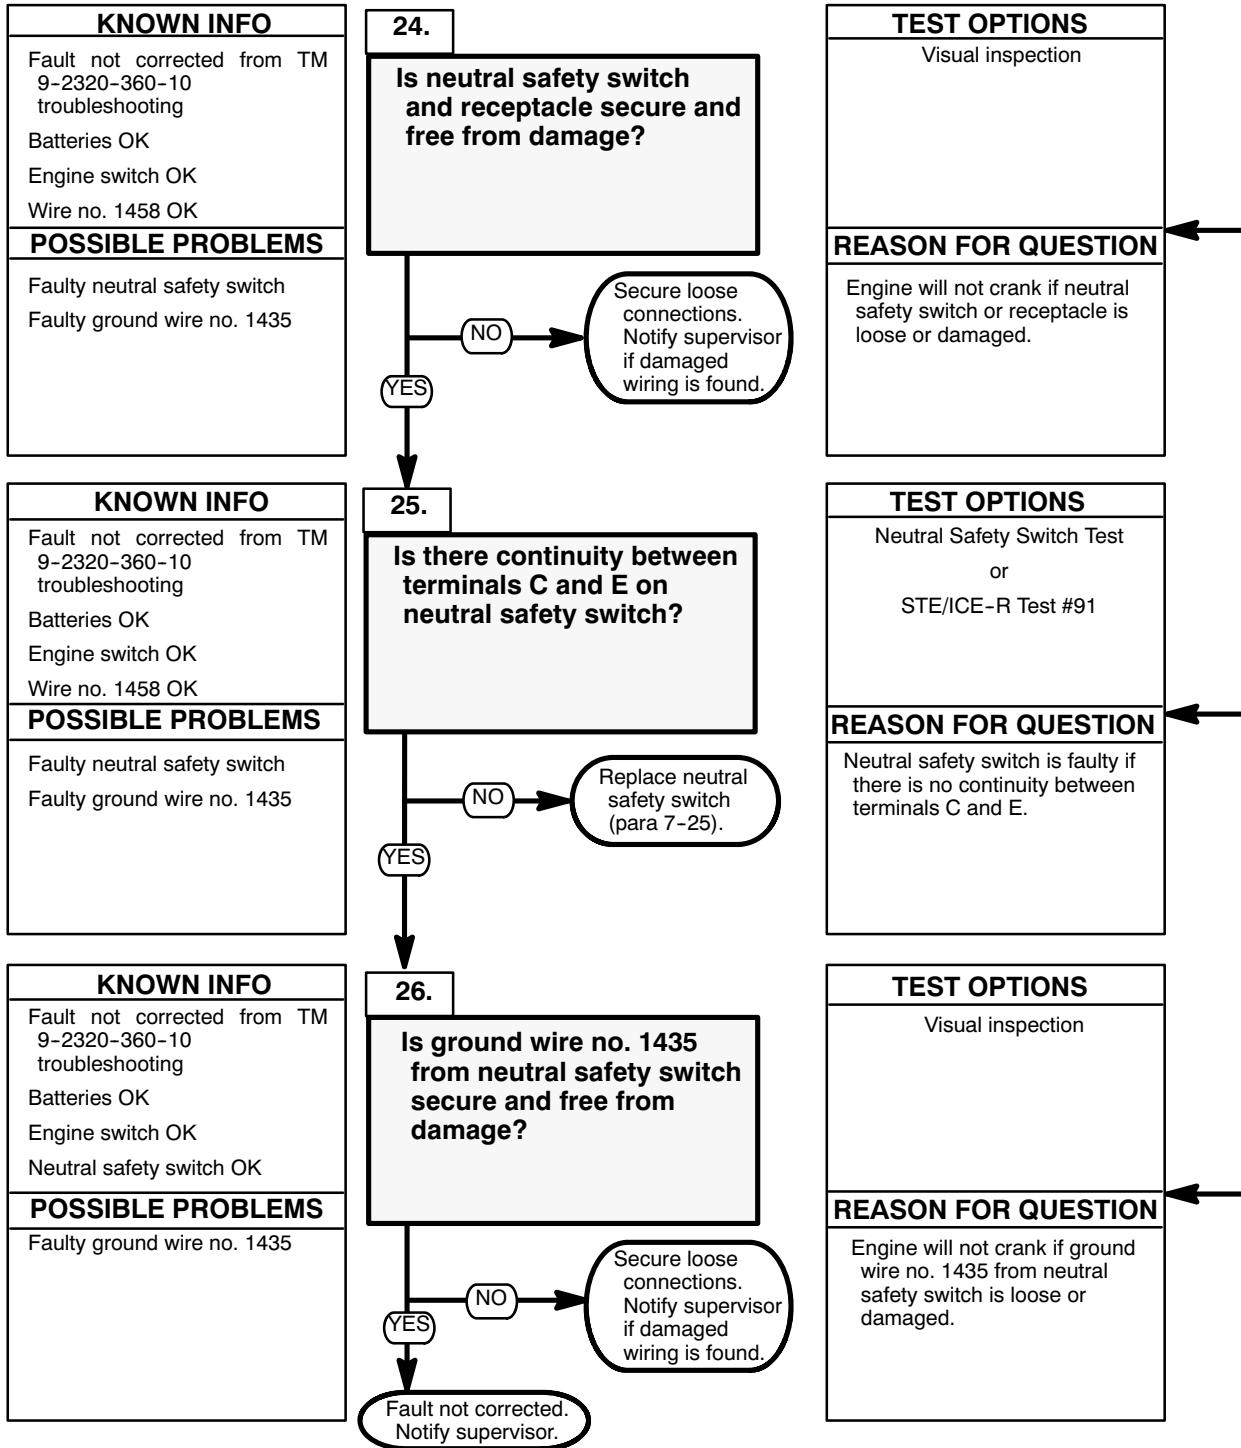 KNOWN INFO
Fault not corrected from TM
9-2320-360-10
troubleshooting
Batteries OK
Engine switch OK
Wire no. 1458 OK
POSSIBLE PROBLEMS
Faulty neutral safety switch
Faulty ground wire no. 1435
24.
Is neutral safety switch
and receptacle secure and
free from damage?
NO
Secure loose
connections.
Notify supervisor
if damaged
wiring is found.
YES
TEST OPTIONS
Visual inspection
REASON FOR QUESTION
Engine will not crank if neutral
safety switch or receptacle is
loose or damaged.
KNOWN INFO
Fault not corrected from TM
9-2320-360-10
troubleshooting
Batteries OK
Engine switch OK
Wire no. 1458 OK
POSSIBLE PROBLEMS
Faulty neutral safety switch
Faulty ground wire no. 1435
25.
Is there continuity between
terminals C and E on
neutral safety switch?
NO
Replace neutral
safety switch
(para 7-25).
YES
TEST OPTIONS
Neutral Safety Switch Test
or
STE/ICE-R Test #91
REASON FOR QUESTION
Neutral safety switch is faulty if
there is no continuity between
terminals C and E.
KNOWN INFO
Fault not corrected from TM
9-2320-360-10
troubleshooting
Batteries OK
Engine switch OK
Neutral safety switch OK
POSSIBLE PROBLEMS
Faulty ground wire no. 1435
26.
Is ground wire no. 1435
from neutral safety switch
secure and free from
damage?
NO
Secure loose
connections.
Notify supervisor
if damaged
wiring is found.
YES
Fault not corrected.
Notify supervisor.
TEST OPTIONS
Visual inspection
REASON FOR QUESTION
Engine will not crank if ground
wire no. 1435 from neutral
safety switch is loose or
damaged.